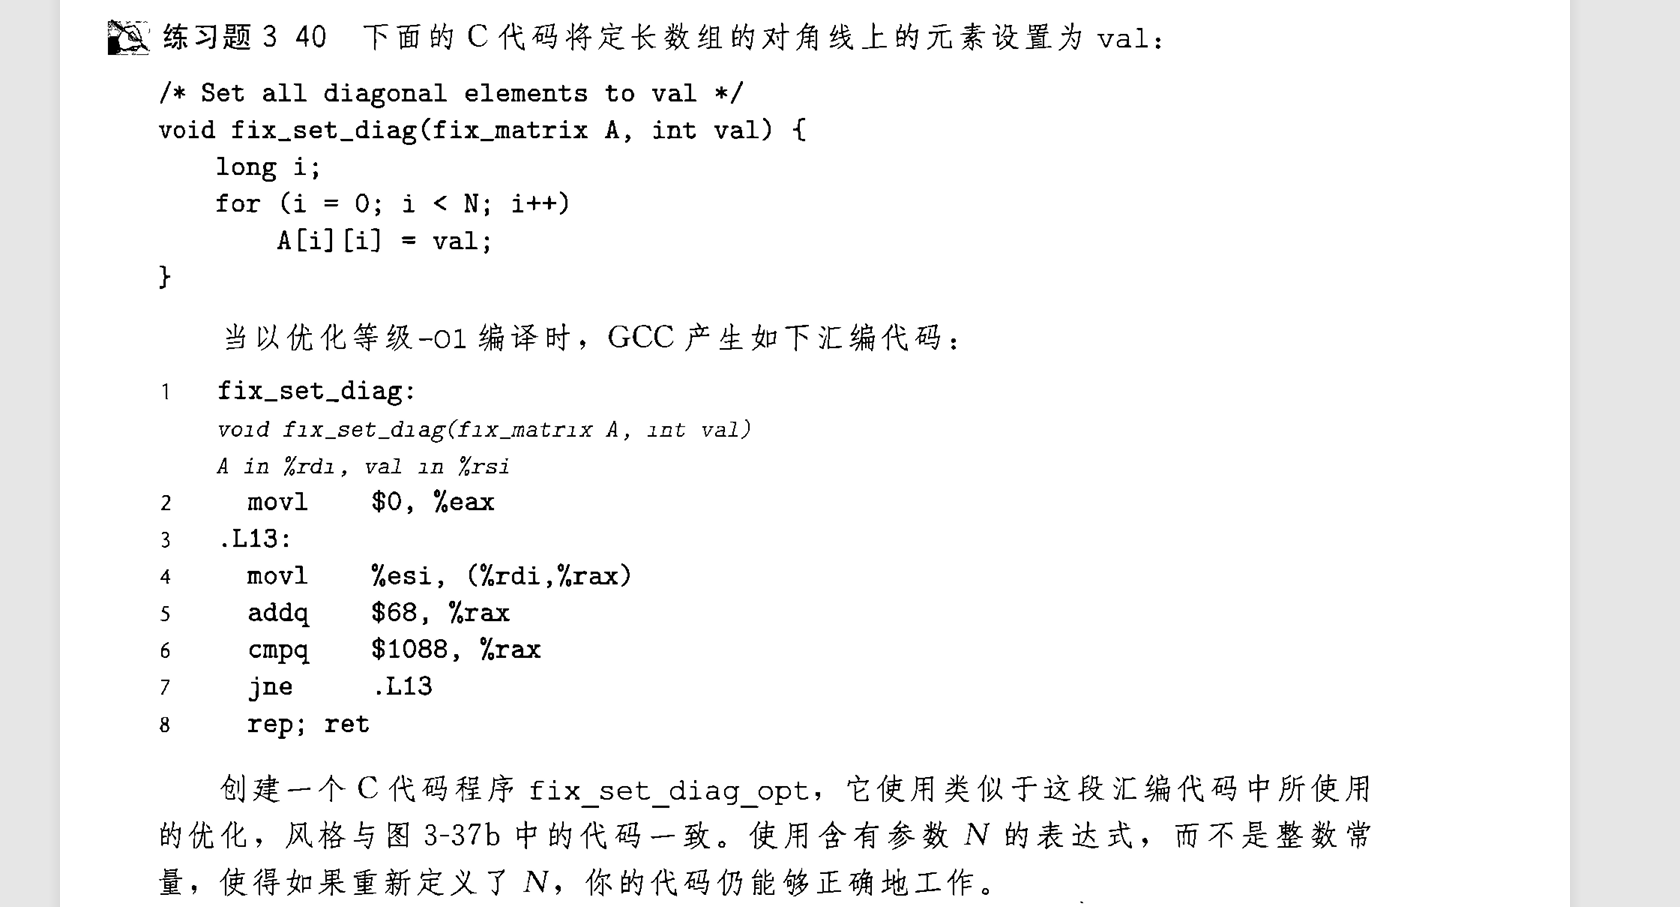 练习题 3 40 下面的 C 代码将定长数组的对角线上的元素设置为 val：
/* Set all diagonal elements to val */
void fix_set_diag(fix_matrix A, int val) {
long i;
for (i = 0; i < N; i++)
A[i][i] = val;
}
当以优化等级-O1 编译时，GCC 产生如下汇编代码：
1 fix_set_diag:
void fix_set_diag(fix_matrix A, int val)
A in %rdi, val in %rsi
2 movl $0, %eax
3 .L13:
4 movl %esi, (%rdi,%rax)
5 addq $68, %rax
6 cmpq $1088, %rax
7 jne .L13
8 rep; ret
创建一个 C 代码程序 fix_set_diag_opt，它使用类似于这段汇编代码中所使用
的优化，风格与图 3-37b 中的代码一致。使用含有参数 N 的表达式，而不是整数常
量，使得如果重新定义了 N，你的代码仍能够正确地工作。